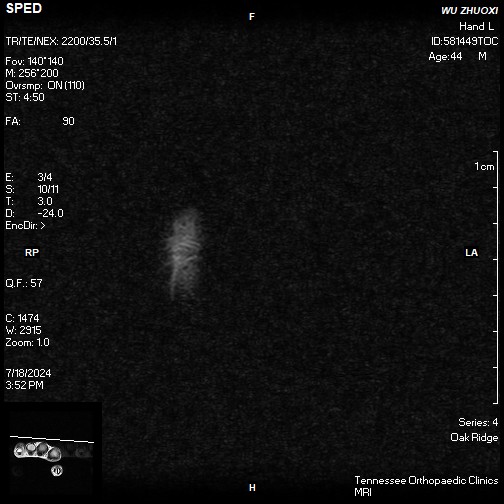 SPED
F
WU ZHUOXI
Hand L
TR/TE/NEX: 2200/35.5/1
ID:581449TOC
Age:44 M
Fov: 140*140
M: 256*200
Ovrsmp: ON (110)
ST: 4:50
FA: 90
1cm
E: 3/4
S: 10/11
T: 3.0
D: -24.0
EncDir: >
RP
LA
Q.F.: 57
C: 1474
W: 2915
Zoom: 1.0
7/18/2024
3:52 PM
Series: 4
Oak Ridge
H
Tennessee Orthopaedic Clinics
MRI